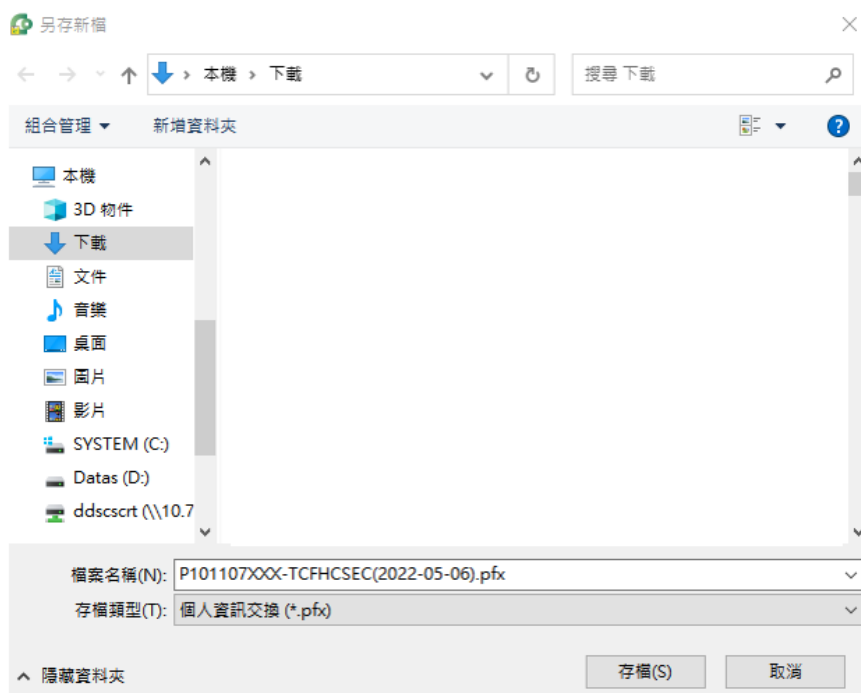 另存新檔
本機 › 下載
搜尋 下載
組合管理
新增資料夾
本機
3D 物件
下載
文件
音樂
桌面
圖片
影片
SYSTEM (C:)
Datas (D:)
ddscscrt (\\10.7
檔案名稱(N): P101107XXX-TCFHCSEC(2022-05-06).pfx
存檔類型(T): 個人資訊交換 (*.pfx)
隱藏資料夾
存檔(S)
取消